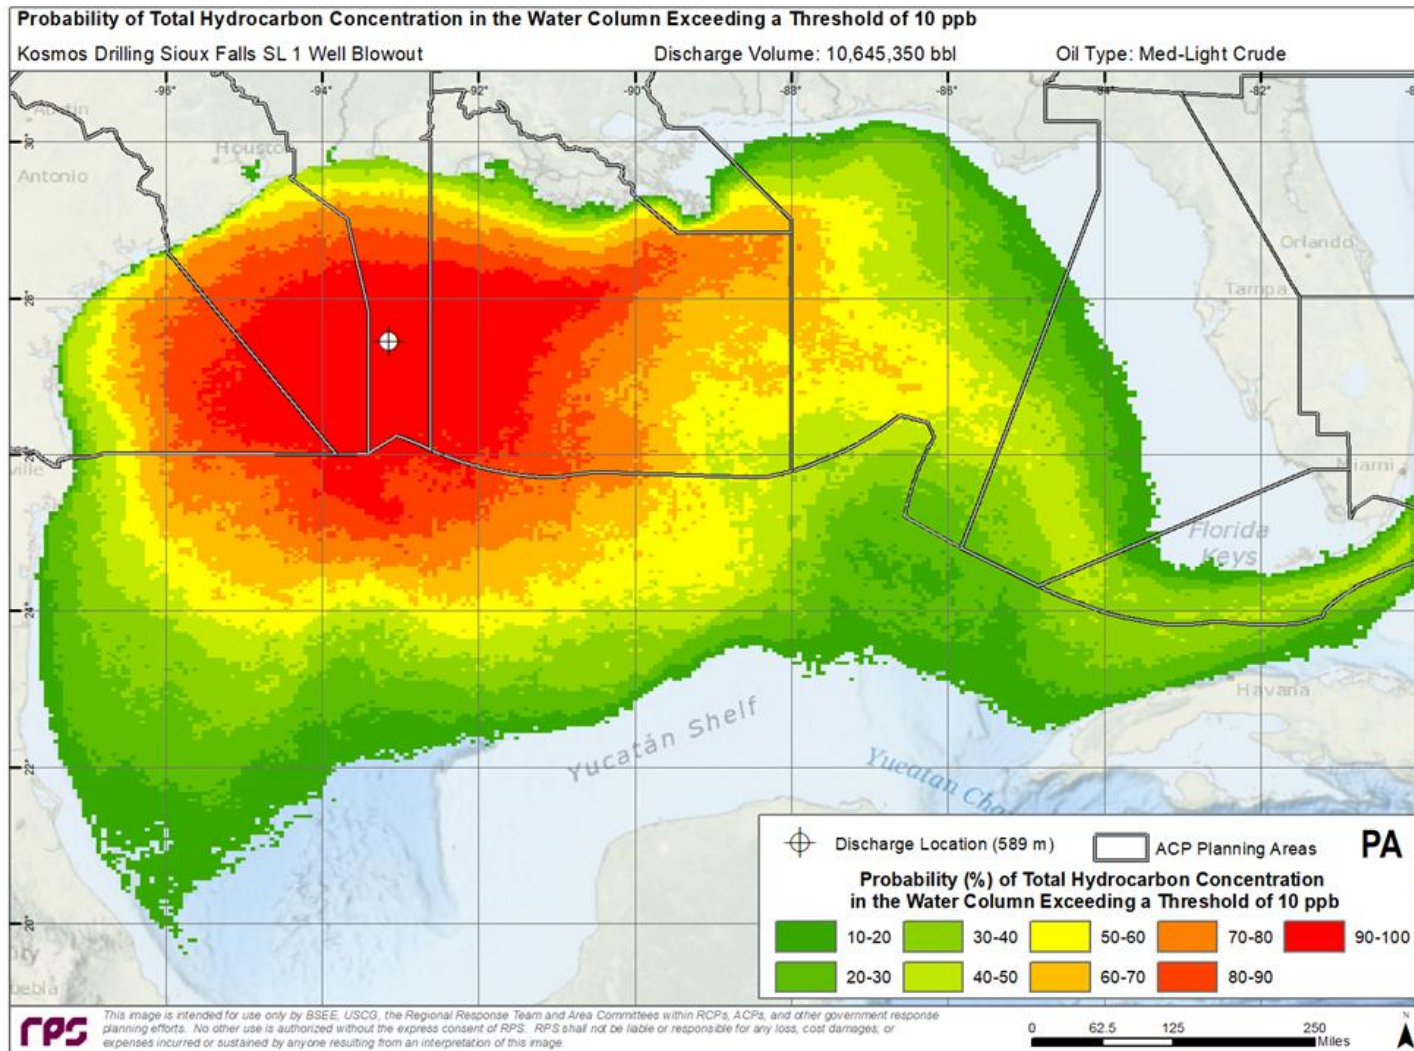 Probability of Total Hydrocarbon Concentration in the Water Column Exceeding a Threshold of 10 ppb
Kosmos Drilling Sioux Falls SL 1 Well Blowout Discharge Volume: 10,645,350 bbl Oil Type: Med-Light Crude
-96° -94° -92° -90° -88° -86° -84° -82°
Austin
30°
Houston
Antonio
Orlando
28°
Tampa
26°
ville
Miami
Florida
Keys
24°
Havana
Yucatán Shelf
22°
Yucatan Cha
20°
Discharge Location (589 m) ACP Planning Areas PA
Probability (%) of Total Hydrocarbon Concentration
in the Water Column Exceeding a Threshold of 10 ppb
10-20 30-40 50-60 70-80 90-100
20-30 40-50 60-70 80-90
ity
uebla
rps
This image is intended for use only by BSEE, USCG, the Regional Response Team and Area Committees within RCPs, ACPs, and other government response
planning efforts. No other use is authorized without the express consent of RPS. RPS shall not be liable or responsible for any loss, cost damages, or
expenses incurred or sustained by anyone resulting from an interpretation of this image.
0 62.5 125 250
Miles
N